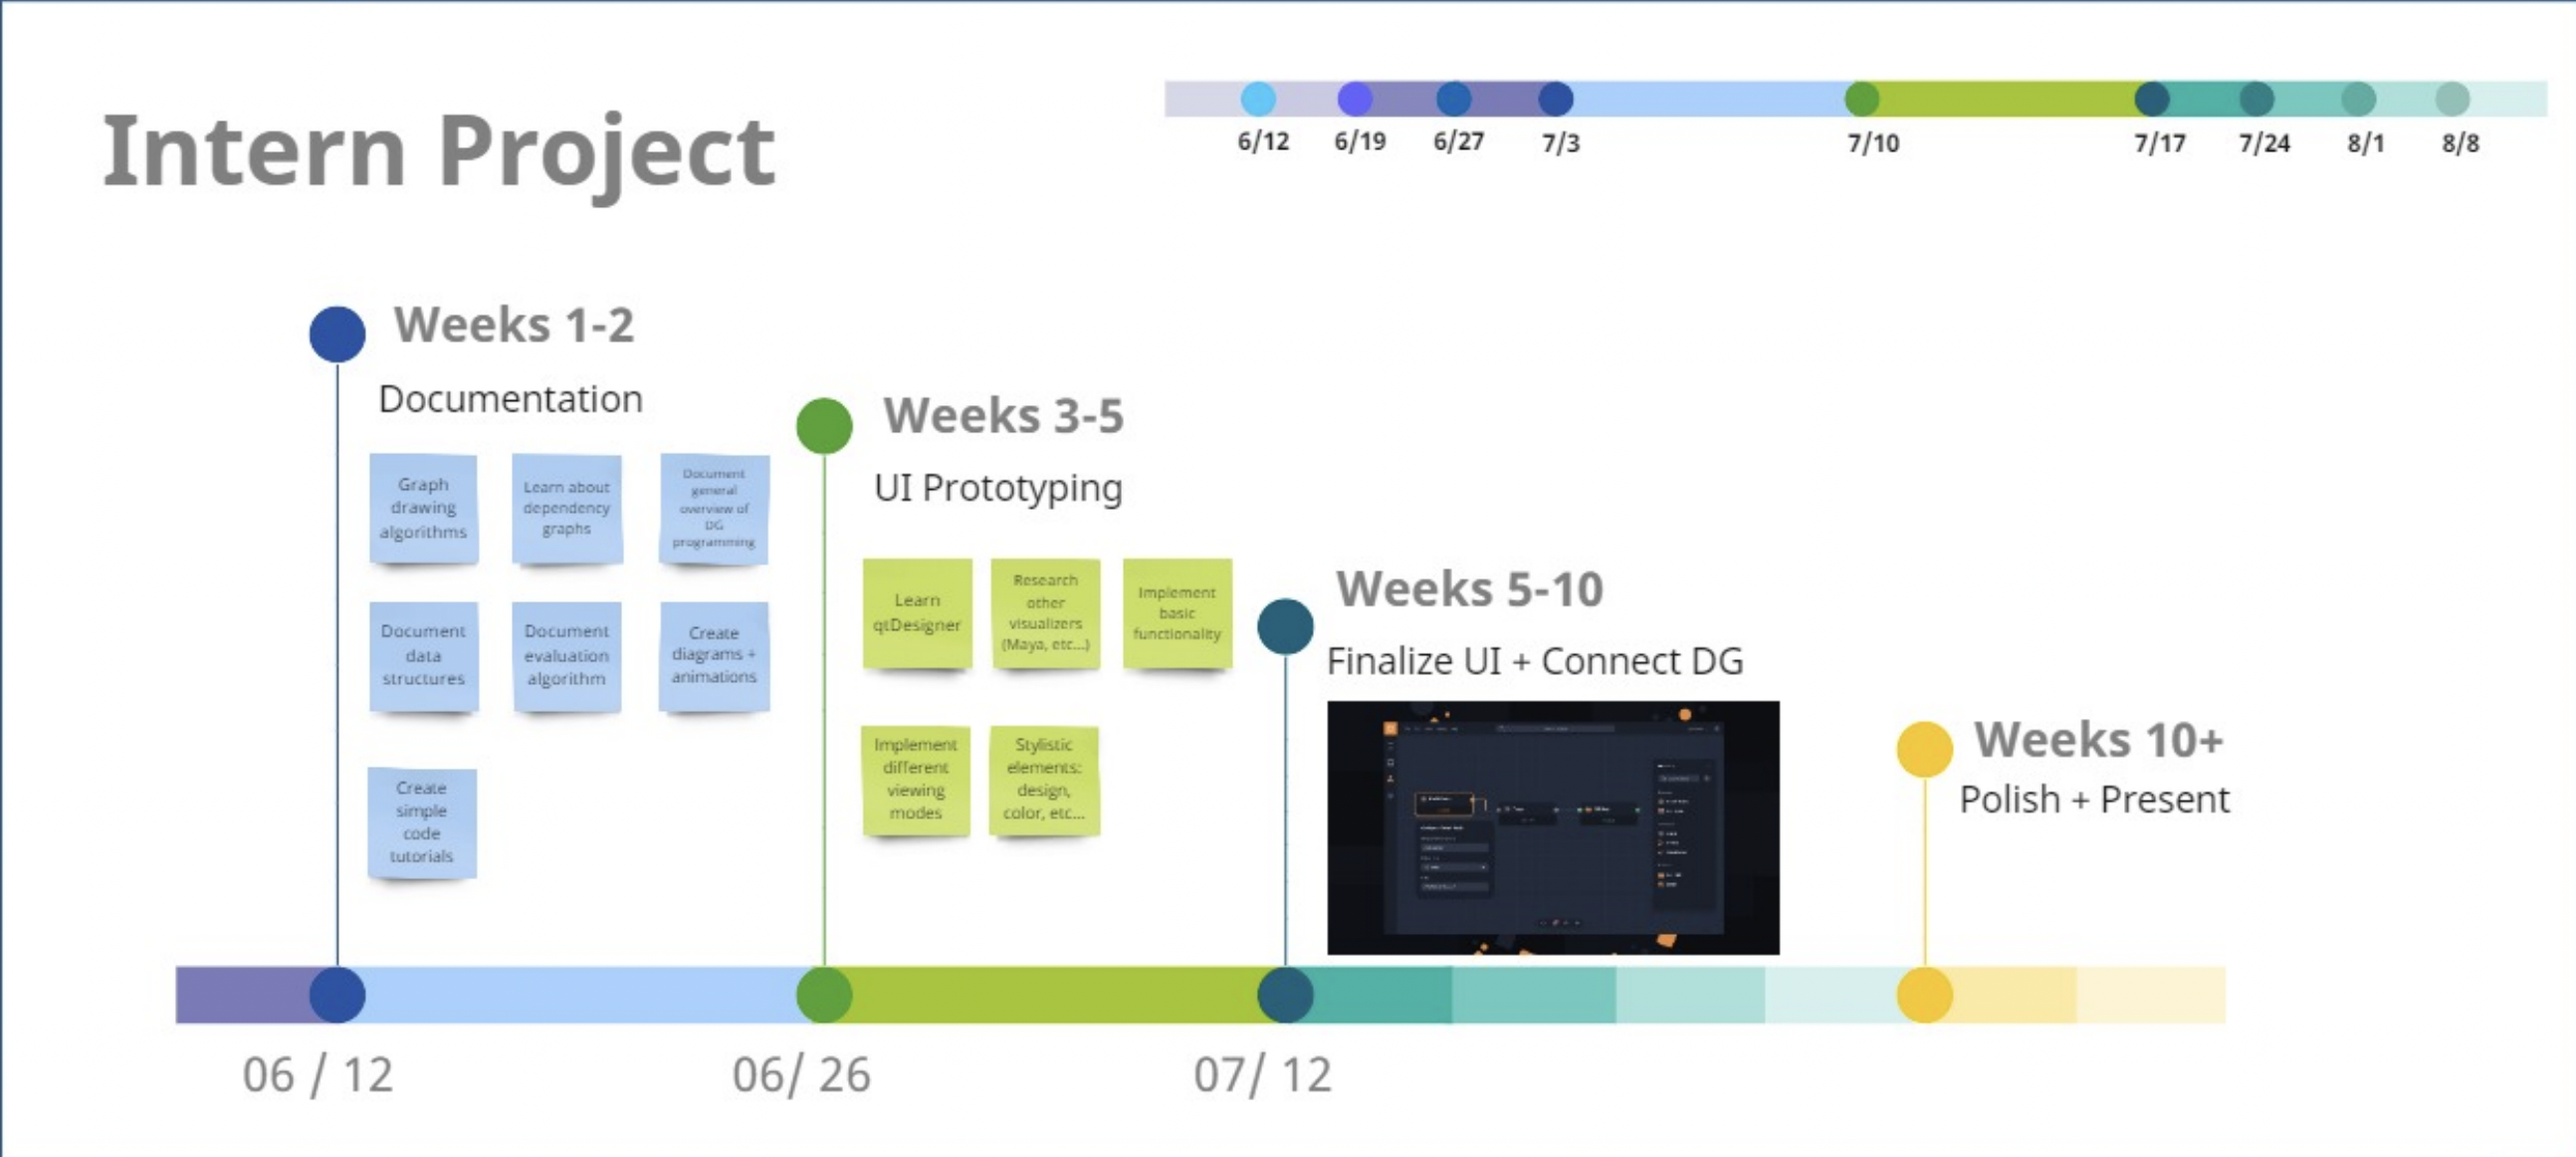 Intern Project
6/12
6/19
6/27
7/3
7/10
7/17
7/24
8/1
8/8
Weeks 1-2
Documentation
Graph
drawing
algorithms
Learn about
dependency
graphs
Document
general
overview of
DG
programming
Document
data
structures
Document
evaluation
algorithm
Create
diagrams +
animations
Create
simple
code
tutorials
Weeks 3-5
UI Prototyping
Learn
qtDesigner
Research
other
visualizers
(Maya, etc...)
Implement
basic
functionality
Implement
different
viewing
modes
Stylistic
elements:
design,
color, etc...
Weeks 5-10
Finalize UI + Connect DG
Weeks 10+
Polish + Present
06 / 12
06/ 26
07/ 12